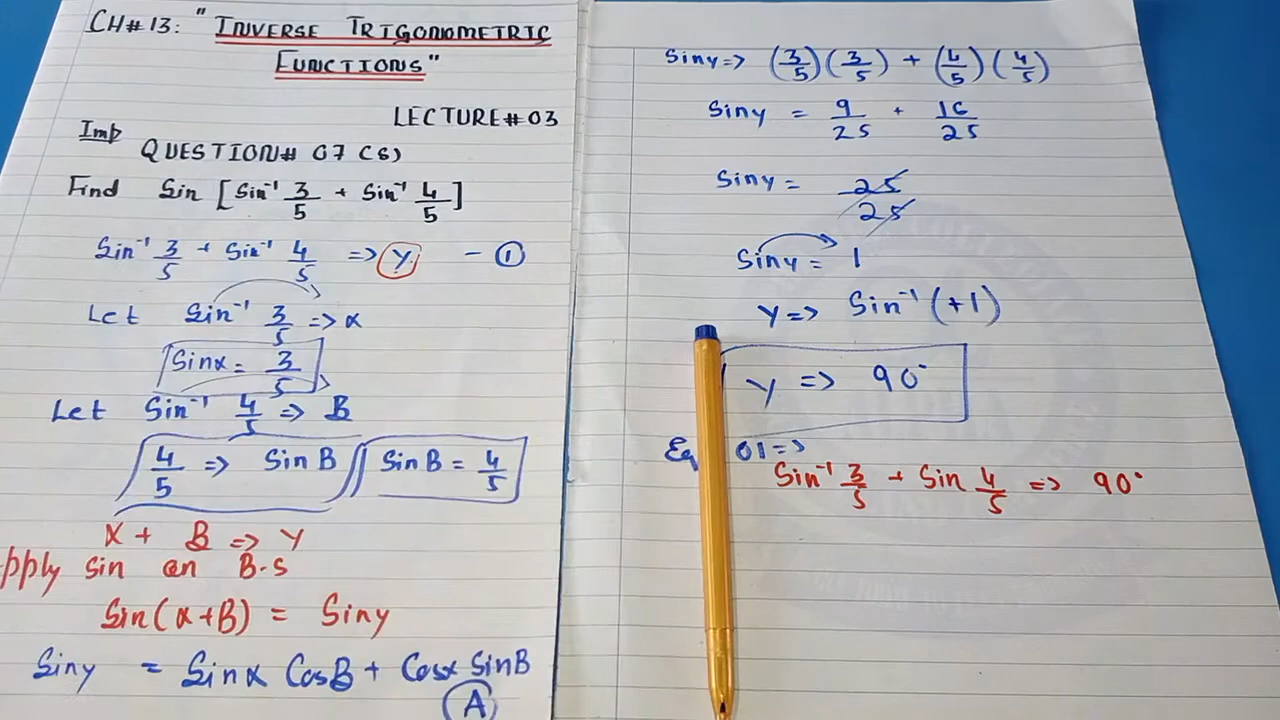 CH# 13: "INVERSE TRIGONOMETRIC
FUNCTIONS"
LECTURE# 03
Imp
QUESTION# 07 (S)
Find Sin [Sin⁻¹ 3/5 + Sin⁻¹ 4/5]
Sin⁻¹ 3/5 + Sin⁻¹ 4/5 => y - ①
Let Sin⁻¹ 3/5 => α
Sinα = 3/5
Let Sin⁻¹ 4/5 => B
4/5 => Sin B Sin B = 4/5
α + B => y
pply sin on B.S
Sin(α+B) = Siny
Siny = Sinα CosB + Cosα SinB
A
Siny => (3/5)(3/5) + (4/5)(4/5)
Siny = 9/25 + 16/25
Siny = 25/25
Siny = 1
y => Sin⁻¹(+1)
y => 90°
Eq 01 =>
Sin⁻¹ 3/5 + Sin 4/5 => 90°